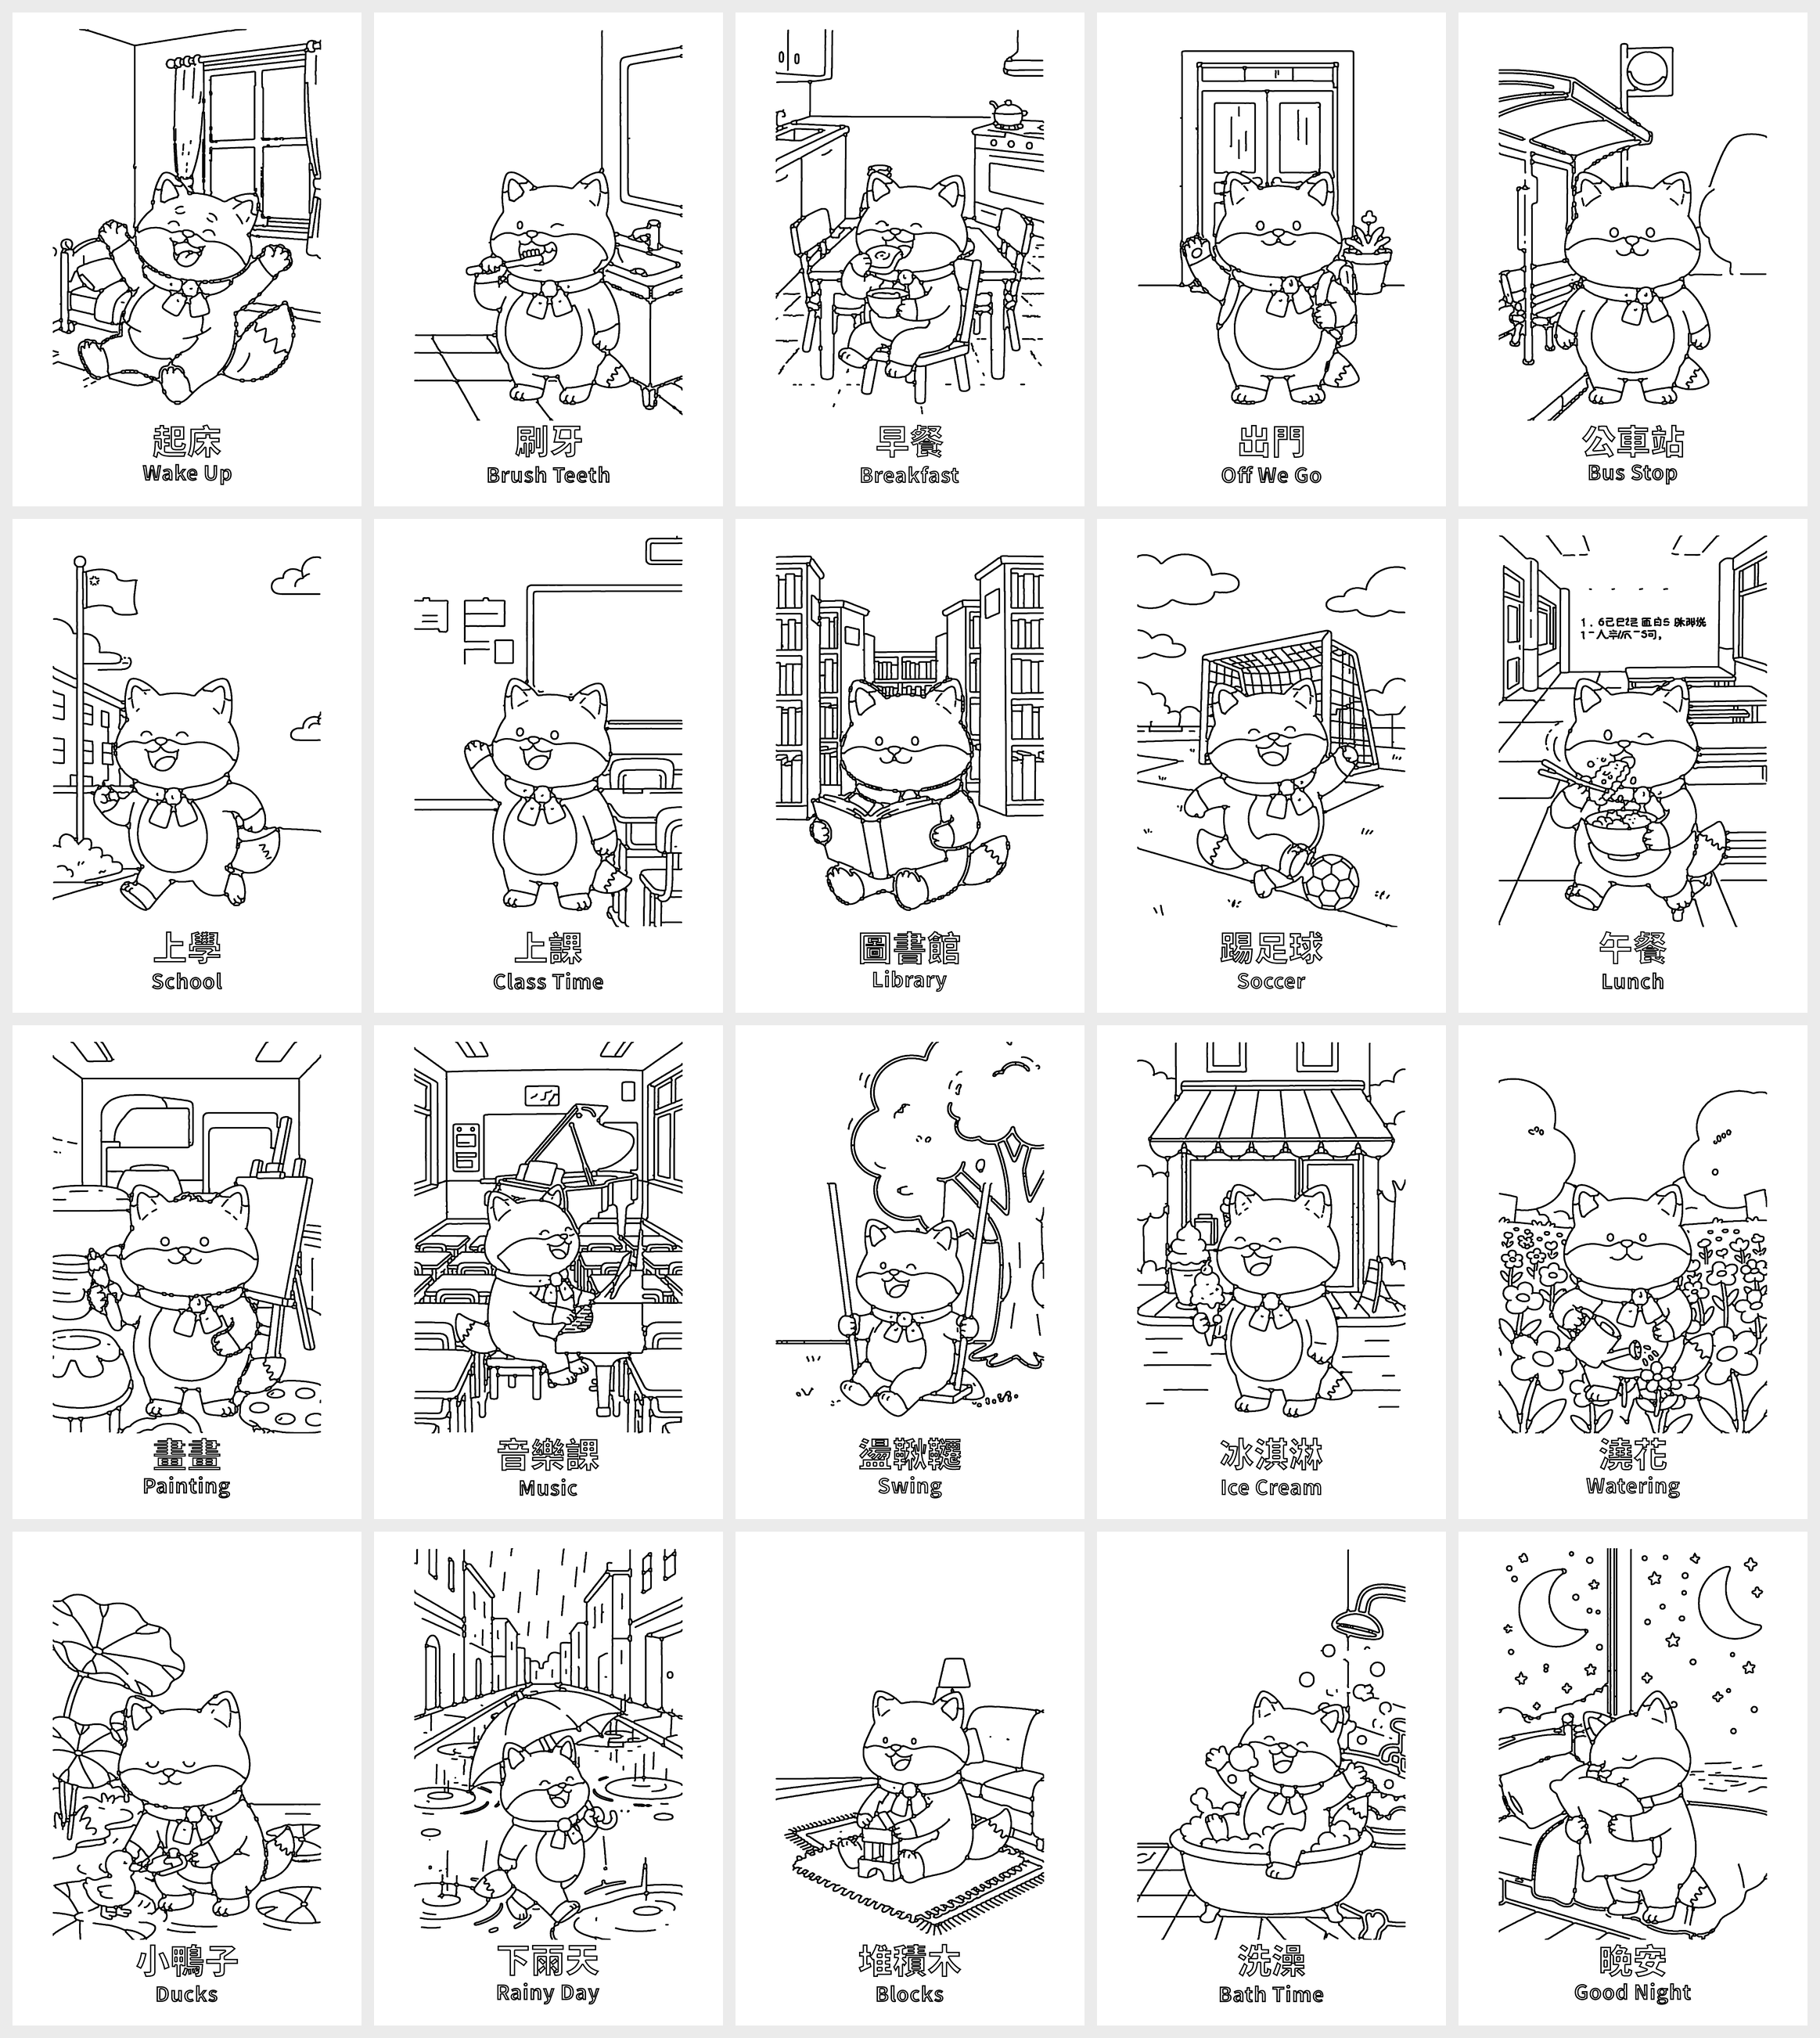 起床
Wake Up
刷牙
Brush Teeth
早餐
Breakfast
出門
Off We Go
公車站
Bus Stop
上學
School
上課
Class Time
圖書館
Library
踢足球
Soccer
午餐
Lunch
畫畫
Painting
音樂課
Music
盪鞦韆
Swing
冰淇淋
Ice Cream
澆花
Watering
小鴨子
Ducks
下雨天
Rainy Day
堆積木
Blocks
洗澡
Bath Time
晚安
Good Night